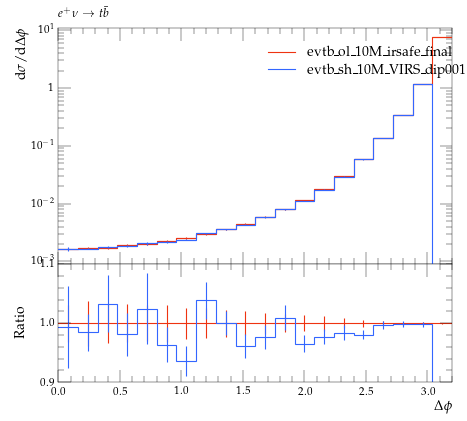 e⁺ν → tb̄
dσ/dΔϕ
10¹
1
10⁻¹
10⁻²
10⁻³
evtb_ol_10M_irsafe_final
evtb_sh_10M_VIRS_dip001
Ratio
1.1
1.0
0.9
0.0 0.5 1.0 1.5 2.0 2.5 3.0
Δϕ